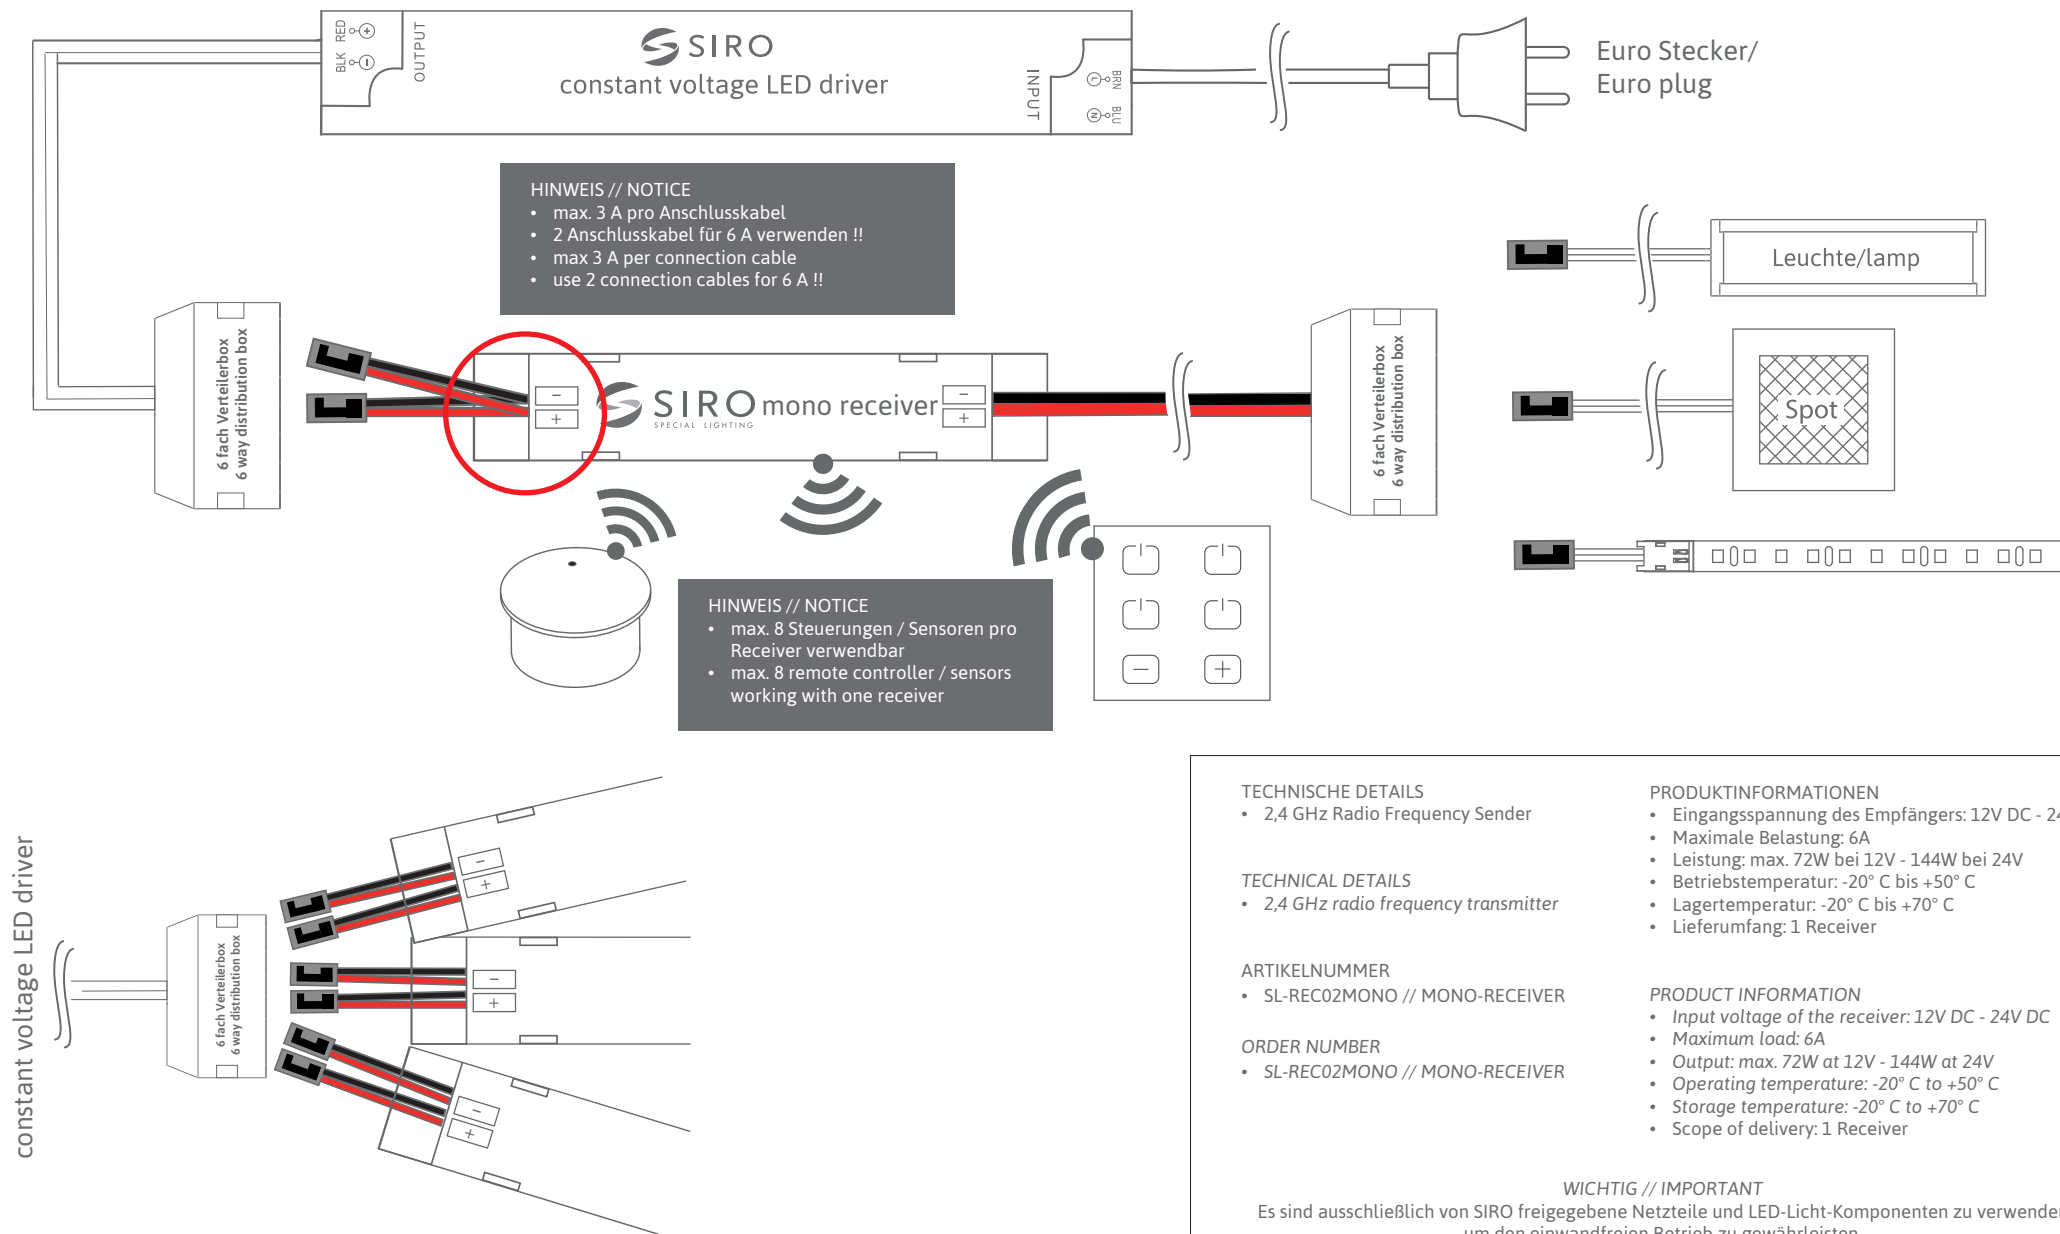 RED
BLK
+
−
OUTPUT
SIRO
constant voltage LED driver
INPUT
BRN
L
BLU
N
Euro Stecker/
Euro plug
HINWEIS // NOTICE
• max. 3 A pro Anschlusskabel
• 2 Anschlusskabel für 6 A verwenden !!
• max 3 A per connection cable
• use 2 connection cables for 6 A !!
Leuchte/lamp
6 fach Verteilerbox
6 way distribution box
−
+
SIRO mono receiver
SPECIAL LIGHTING
−
+
6 fach Verteilerbox
6 way distribution box
Spot
HINWEIS // NOTICE
• max. 8 Steuerungen / Sensoren pro
Receiver verwendbar
• max. 8 remote controller / sensors
working with one receiver
−
+
constant voltage LED driver
6 fach Verteilerbox
6 way distribution box
−
+
−
+
−
+
TECHNISCHE DETAILS
• 2,4 GHz Radio Frequency Sender
TECHNICAL DETAILS
• 2,4 GHz radio frequency transmitter
ARTIKELNUMMER
• SL-REC02MONO // MONO-RECEIVER
ORDER NUMBER
• SL-REC02MONO // MONO-RECEIVER
PRODUKTINFORMATIONEN
• Eingangsspannung des Empfängers: 12V DC - 24
• Maximale Belastung: 6A
• Leistung: max. 72W bei 12V - 144W bei 24V
• Betriebstemperatur: -20° C bis +50° C
• Lagertemperatur: -20° C bis +70° C
• Lieferumfang: 1 Receiver
PRODUCT INFORMATION
• Input voltage of the receiver: 12V DC - 24V DC
• Maximum load: 6A
• Output: max. 72W at 12V - 144W at 24V
• Operating temperature: -20° C to +50° C
• Storage temperature: -20° C to +70° C
• Scope of delivery: 1 Receiver
WICHTIG // IMPORTANT
Es sind ausschließlich von SIRO freigegebene Netzteile und LED-Licht-Komponenten zu verwenden
um den einwandfreien Betrieb zu gewährleisten